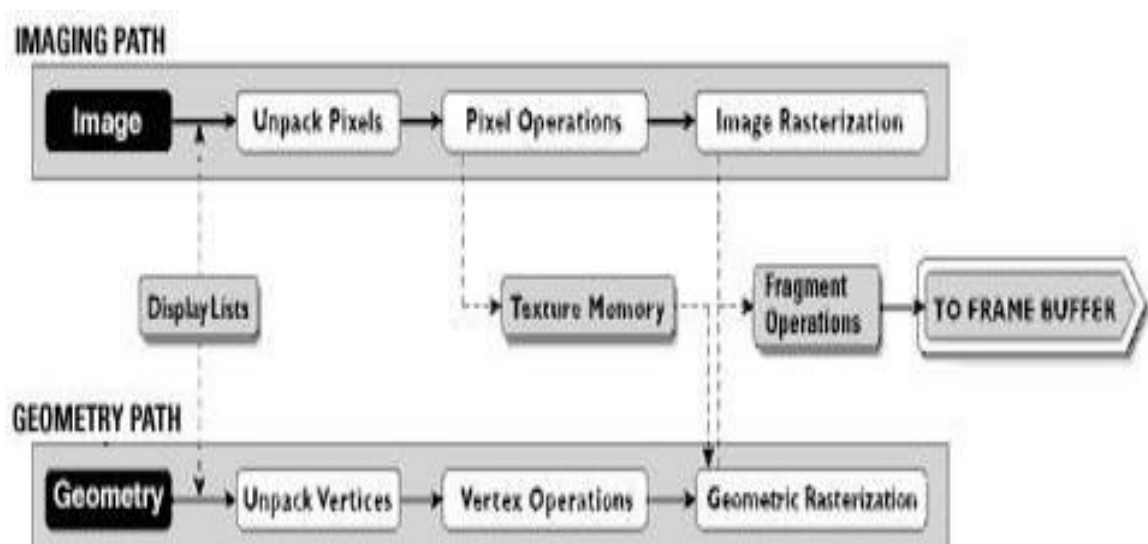 IMAGING PATH
Image
Unpack Pixels
Pixel Operations
Image Rasterization
Display Lists
Texture Memory
Fragment
Operations
TO FRAME BUFFER
GEOMETRY PATH
Geometry
Unpack Vertices
Vertex Operations
Geometric Rasterization